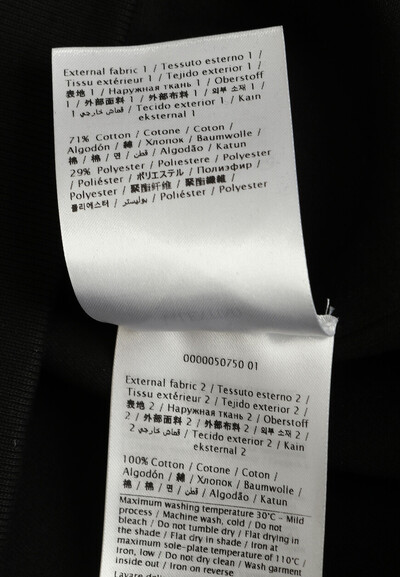 External fabric 1 / Tessuto esterno 1 /
Tissu extérieur 1 / Tejido exterior 1 /
表地 1 / Наружная ткань 1 / Oberstoff
1 / 外部面料 1 / 外部布料 1 / 외부 소재 1 /
قماش خارجي 1 / Tecido exterior 1 / Kain
eksternal 1
71% Cotton / Cotone / Coton /
Algodón / 綿 / Хлопок / Baumwolle /
棉 / 棉 / 면 / قطن / Algodão / Katun
29% Polyester / Poliestere / Polyester
/ Poliéster / ポリエステル / Полиэфир /
Polyester / 聚酯纤维 / 聚酯纖維 /
폴리에스터 / بوليستر / Poliéster / Polyester
0000050750 01
External fabric 2 / Tessuto esterno 2 /
Tissu extérieur 2 / Tejido exterior 2 /
表地 2 / Наружная ткань 2 / Oberstoff
2 / 外部面料 2 / 外部布料 2 / 외부 소재 2 /
قماش خارجي 2 / Tecido exterior 2 / Kain
eksternal 2
100% Cotton / Cotone / Coton /
Algodón / 綿 / Хлопок / Baumwolle /
棉 / 棉 / 면 / قطن / Algodão / Katun
Maximum washing temperature 30°C - Mild
process / Machine wash, cold / Do not
bleach / Do not tumble dry / Flat drying in
the shade / Flat dry in shade / Iron at
maximum sole-plate temperature of 110°C /
Iron, low / Do not dry clean / Wash garment
inside out / Iron on reverse
Lavare deli